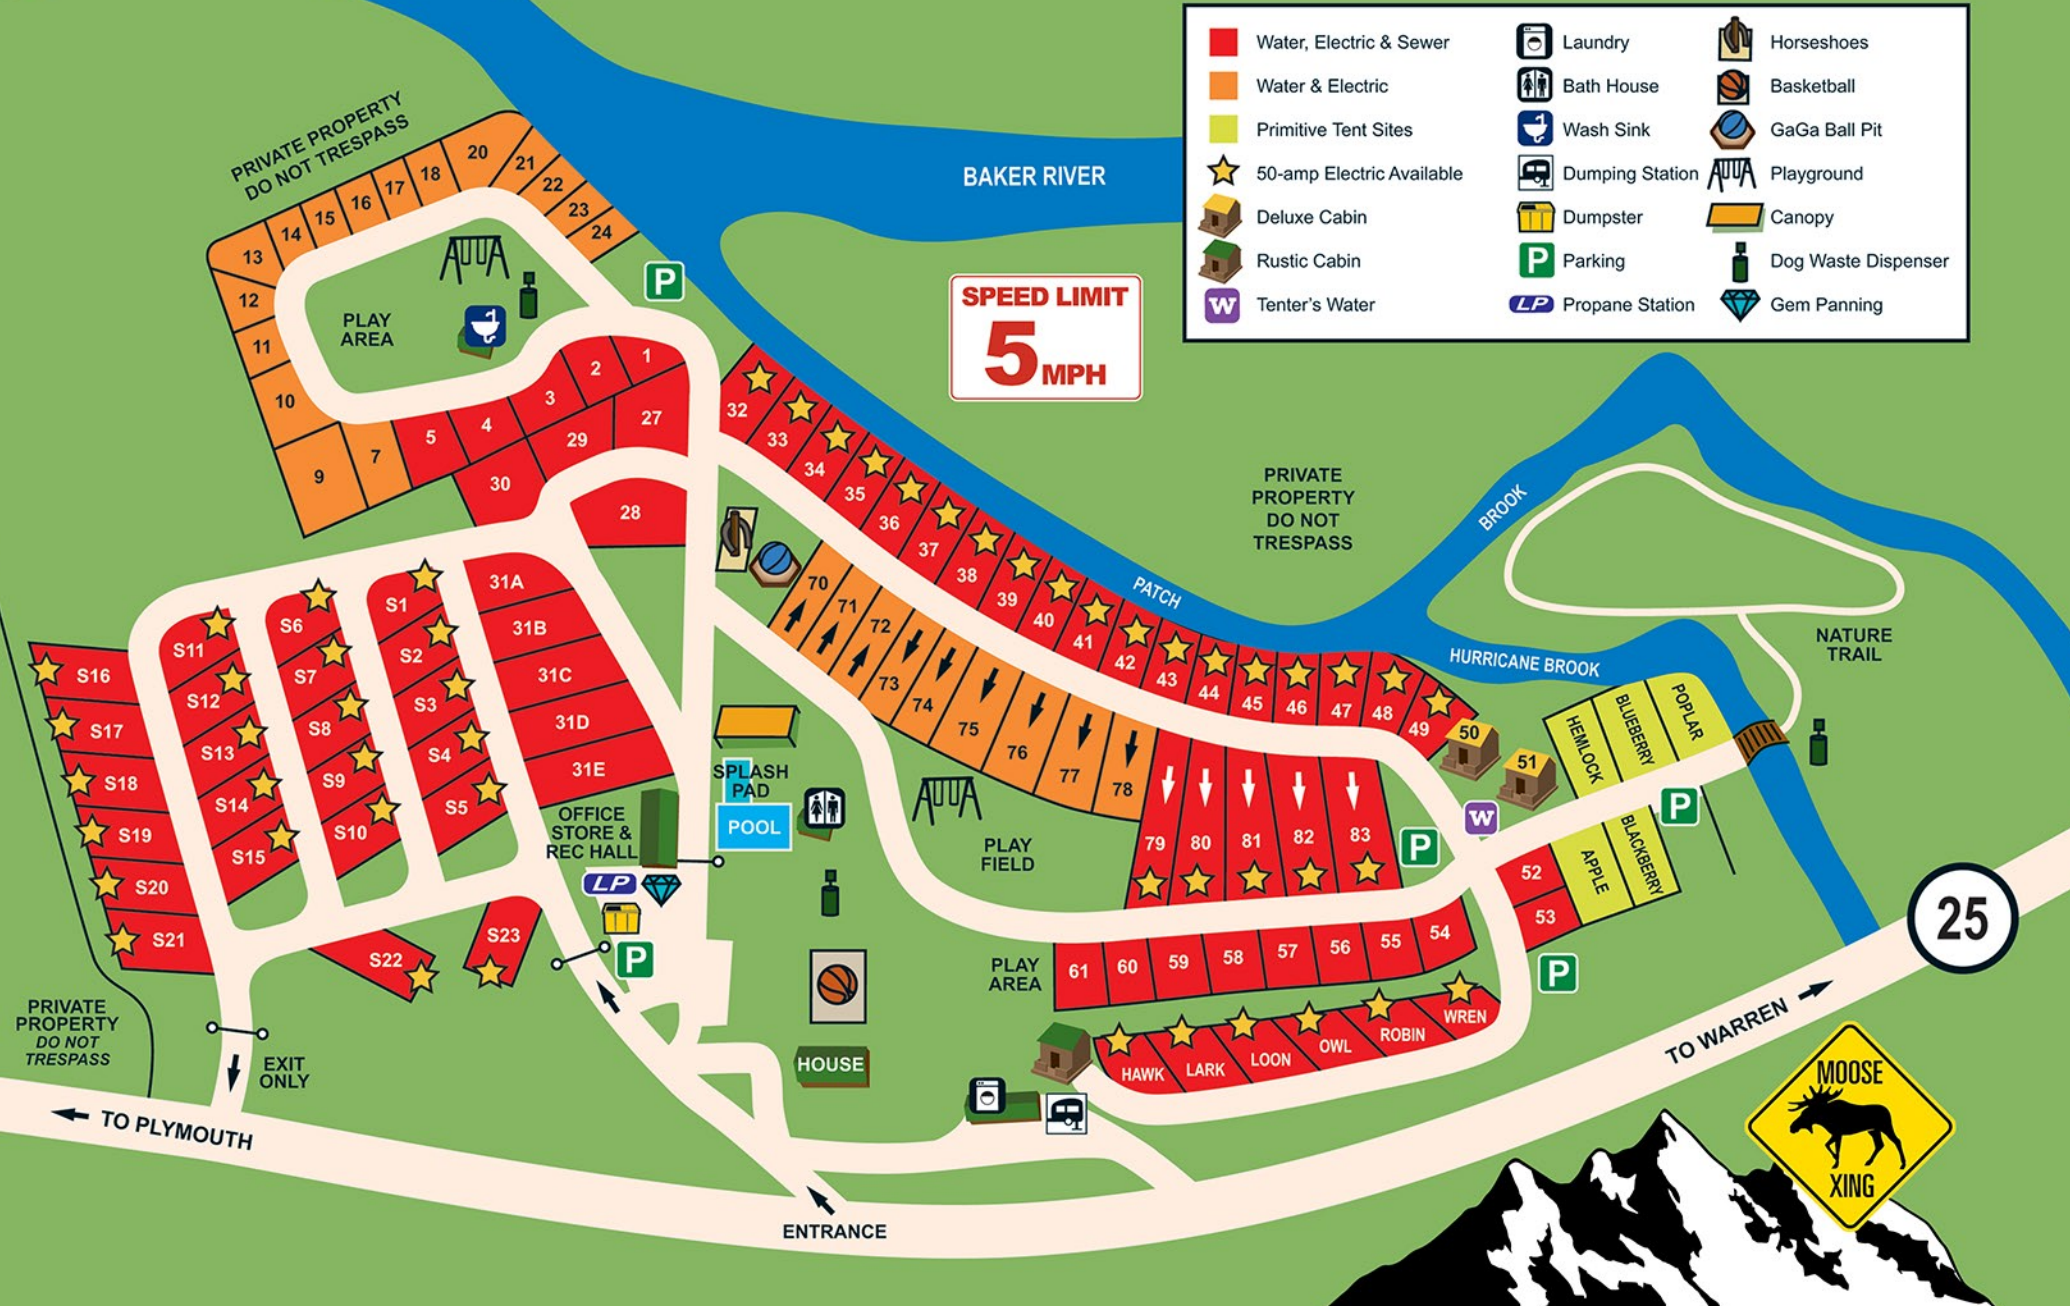 Water, Electric & Sewer
Water & Electric
Primitive Tent Sites
50-amp Electric Available
Deluxe Cabin
Rustic Cabin
W
Tenter's Water
Laundry
Bath House
Wash Sink
Dumping Station
Dumpster
P
Parking
LP
Propane Station
Horseshoes
Basketball
GaGa Ball Pit
Playground
Canopy
Dog Waste Dispenser
Gem Panning
PRIVATE PROPERTY
DO NOT TRESPASS
BAKER RIVER
SPEED LIMIT
5 MPH
20
21
22
23
24
18
17
16
15
14
13
12
11
10
9
7
PLAY
AREA
P
1
2
3
4
5
27
29
30
28
32
33
34
35
36
37
38
39
40
41
42
43
44
45
46
47
48
49
50
51
PRIVATE
PROPERTY
DO NOT
TRESPASS
BROOK
PATCH
HURRICANE BROOK
NATURE
TRAIL
POPLAR
BLUEBERRY
HEMLOCK
P
BLACKBERRY
APPLE
W
P
52
53
P
70
71
72
73
74
75
76
77
78
79
80
81
82
83
31A
31B
31C
31D
31E
S1
S2
S3
S4
S5
S6
S7
S8
S9
S10
S11
S12
S13
S14
S15
S16
S17
S18
S19
S20
S21
S22
S23
SPLASH
PAD
POOL
OFFICE
STORE &
REC HALL
LP
P
PLAY
FIELD
PLAY
AREA
61
60
59
58
57
56
55
54
HAWK
LARK
LOON
OWL
ROBIN
WREN
HOUSE
PRIVATE
PROPERTY
DO NOT
TRESPASS
EXIT
ONLY
TO PLYMOUTH
ENTRANCE
TO WARREN
25
MOOSE
XING